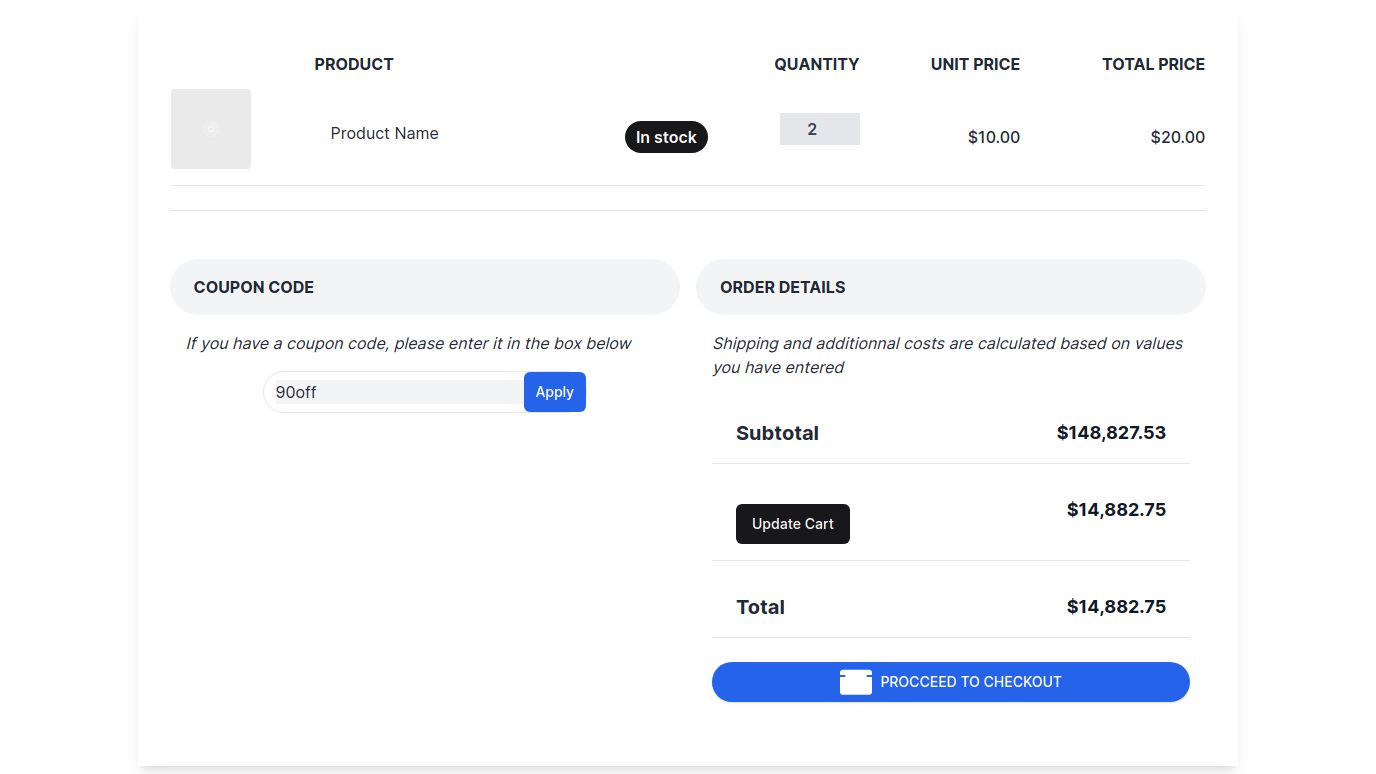 PRODUCT QUANTITY UNIT PRICE TOTAL PRICE
Product Name In stock 2 $10.00 $20.00
COUPON CODE
If you have a coupon code, please enter it in the box below
90off Apply
ORDER DETAILS
Shipping and additionnal costs are calculated based on values
you have entered
Subtotal $148,827.53
Update Cart $14,882.75
Total $14,882.75
PROCCEED TO CHECKOUT